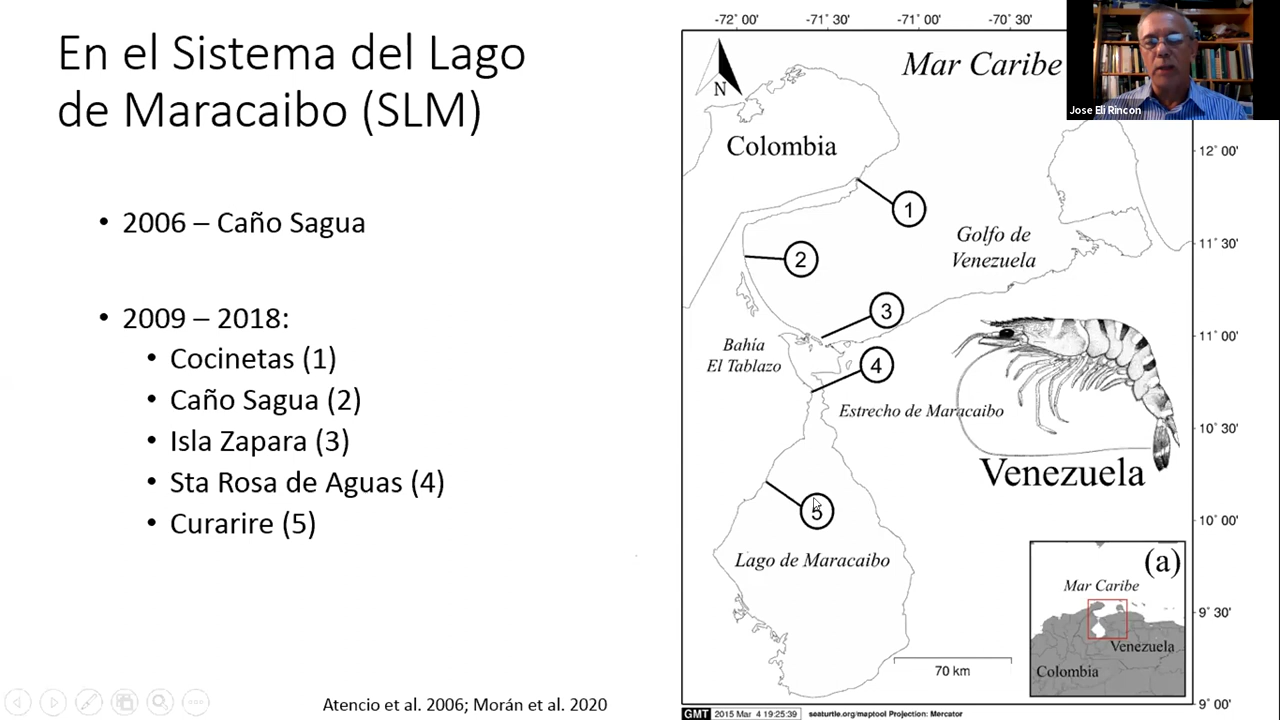 En el Sistema del Lago
de Maracaibo (SLM)
• 2006 – Caño Sagua
• 2009 – 2018:
• Cocinetas (1)
• Caño Sagua (2)
• Isla Zapara (3)
• Sta Rosa de Aguas (4)
• Curarire (5)
Atencio et al. 2006; Morán et al. 2020
-72° 00' -71° 30' -71° 00' -70° 30'
N
Mar Caribe
Jose Eli Rincon
Colombia
12° 00'
1
Golfo de
Venezuela
11° 30'
2
3
11° 00'
Bahía
El Tablazo
4
Estrecho de Maracaibo
10° 30'
Venezuela
5
10° 00'
Lago de Maracaibo
(a)
Mar Caribe
9° 30'
Venezuela
Colombia
70 km
9° 00'
GMT 2015 Mar 4 19:25:39 seaturtle.org/maptool Projection: Mercator